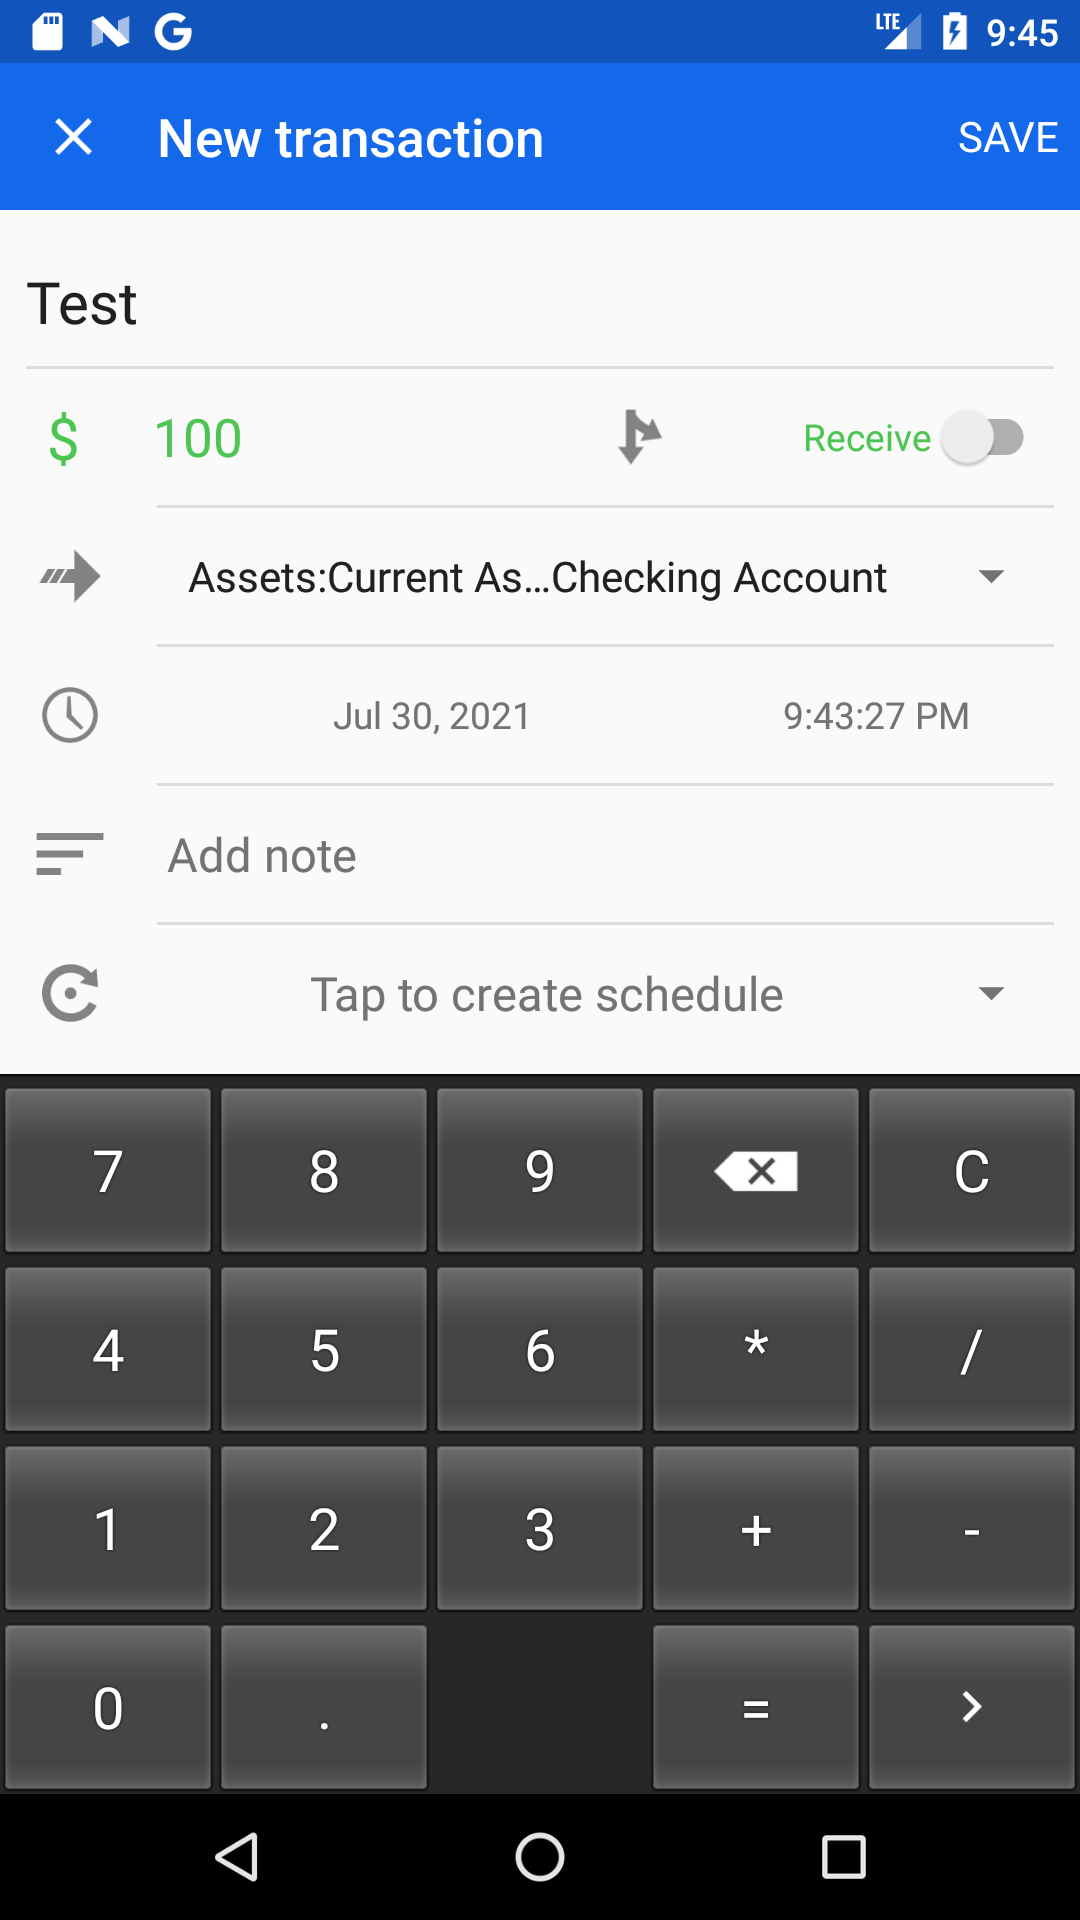 LTE 9:45
New transaction SAVE
Test
$ 100 Receive
Assets:Current As...Checking Account
Jul 30, 2021 9:43:27 PM
Add note
Tap to create schedule
7 8 9 C
4 5 6 * /
1 2 3 + -
0 . = >